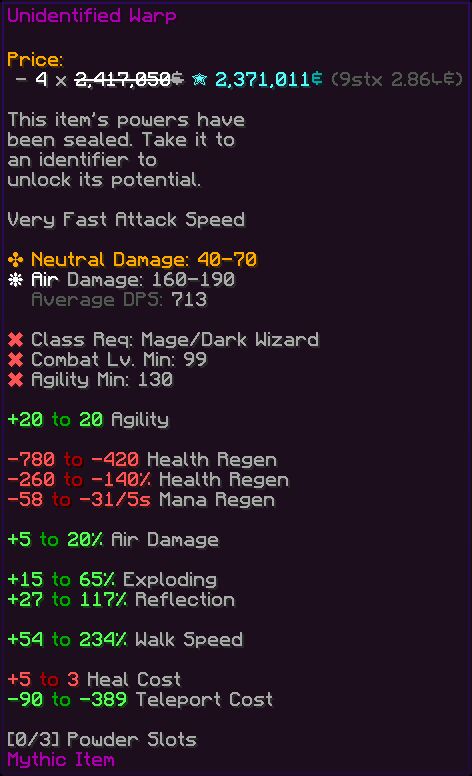 Unidentified Warp
Price:
- 4 x 2,417,050 ✮ 2,371,011 (9stx 2.86)
This item's powers have
been sealed. Take it to
an identifier to
unlock its potential.
Very Fast Attack Speed
✣ Neutral Damage: 40-70
❋ Air Damage: 160-190
Average DPS: 713
✖ Class Req: Mage/Dark Wizard
✖ Combat Lv. Min: 99
✖ Agility Min: 130
+20 to 20 Agility
-780 to -420 Health Regen
-260 to -140% Health Regen
-58 to -31/5s Mana Regen
+5 to 20% Air Damage
+15 to 65% Exploding
+27 to 117% Reflection
+54 to 234% Walk Speed
+5 to 3 Heal Cost
-90 to -389 Teleport Cost
[0/3] Powder Slots
Mythic Item